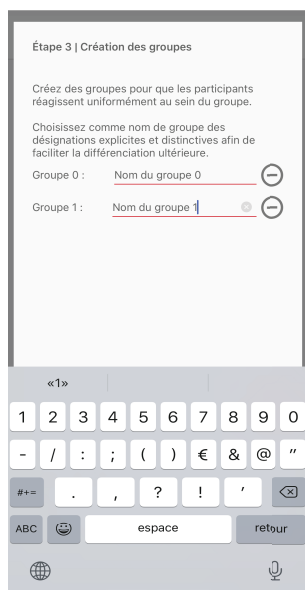 Étape 3 | Création des groupes
Créez des groupes pour que les participants
réagissent uniformément au sein du groupe.
Choisissez comme nom de groupe des
désignations explicites et distinctives afin de
faciliter la différenciation ultérieure.
Groupe 0 : Nom du groupe 0
Groupe 1 : Nom du groupe 1
«1»
1 2 3 4 5 6 7 8 9 0
- / : ; ( ) € & @ "
#+= . , ? ! '
ABC espace retour